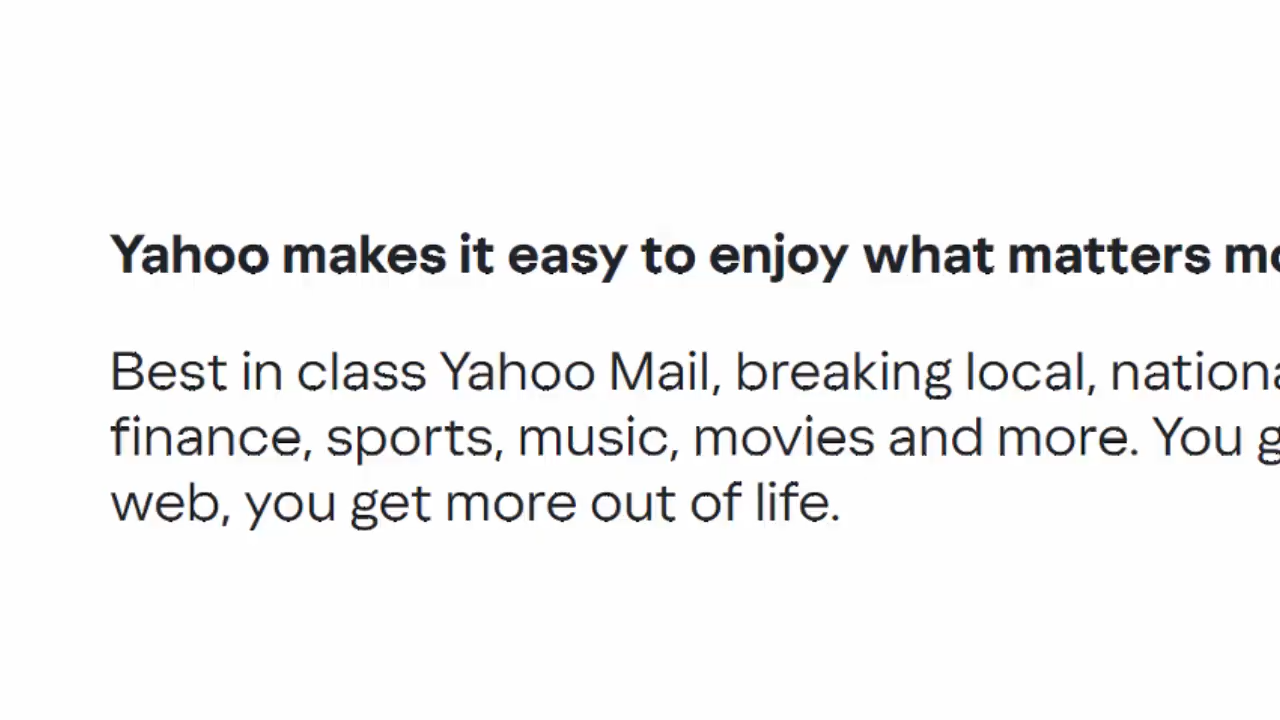 Yahoo makes it easy to enjoy what matters
Best in class Yahoo Mail, breaking local,
finance, sports, music, movies and more. You
web, you get more out of life.